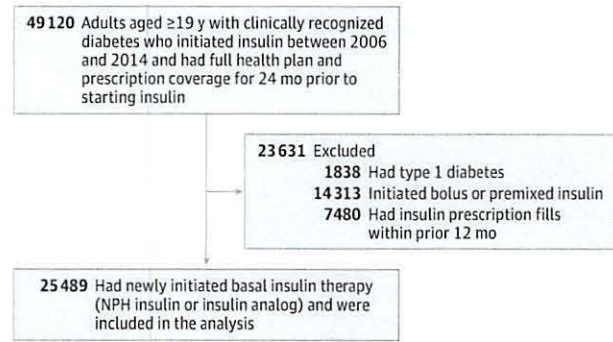 49120 Adults aged ≥19 y with clinically recognized
diabetes who initiated insulin between 2006
and 2014 and had full health plan and
prescription coverage for 24 mo prior to
starting insulin
23631 Excluded
1838 Had type 1 diabetes
14313 Initiated bolus or premixed insulin
7480 Had insulin prescription fills
within prior 12 mo
25489 Had newly initiated basal insulin therapy
(NPH insulin or insulin analog) and were
included in the analysis